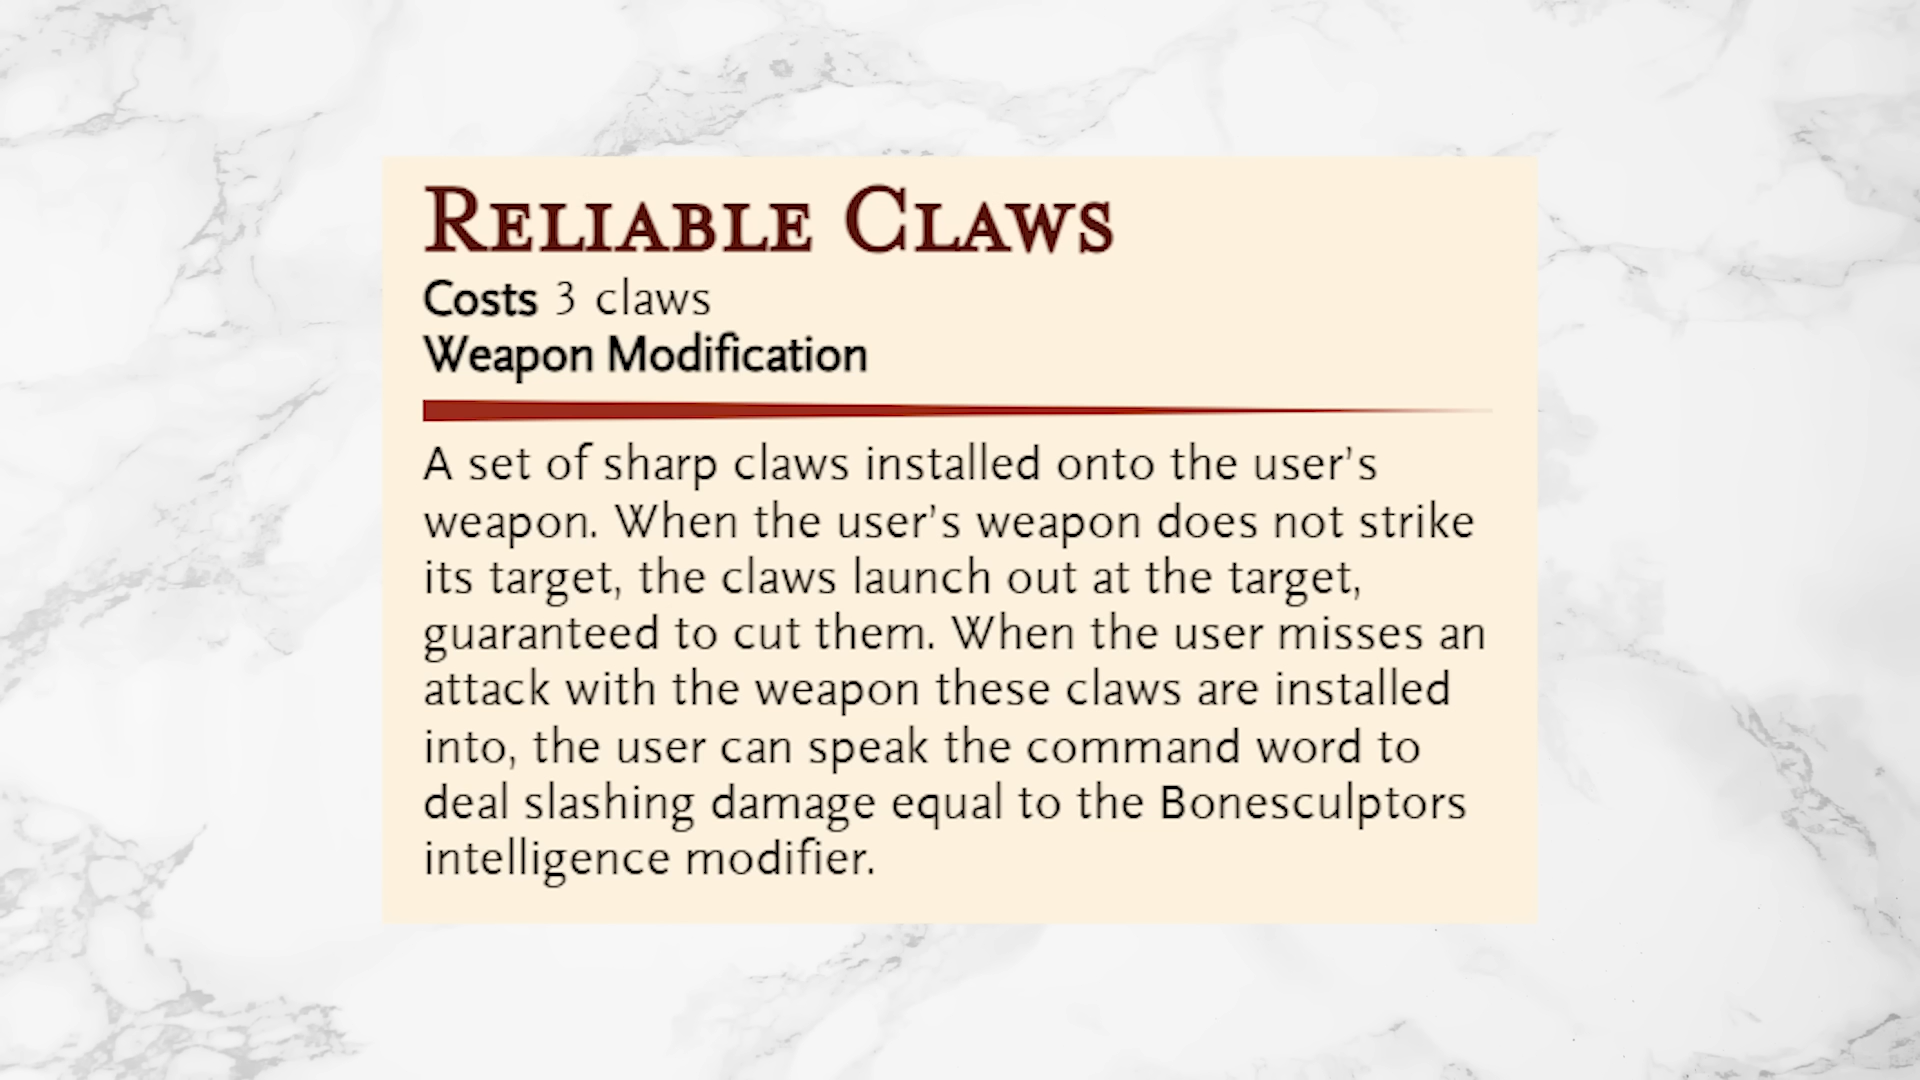 Reliable Claws
Costs 3 claws
Weapon Modification
A set of sharp claws installed onto the user’s
weapon. When the user’s weapon does not strike
its target, the claws launch out at the target,
guaranteed to cut them. When the user misses an
attack with the weapon these claws are installed
into, the user can speak the command word to
deal slashing damage equal to the Bonesculptors
intelligence modifier.